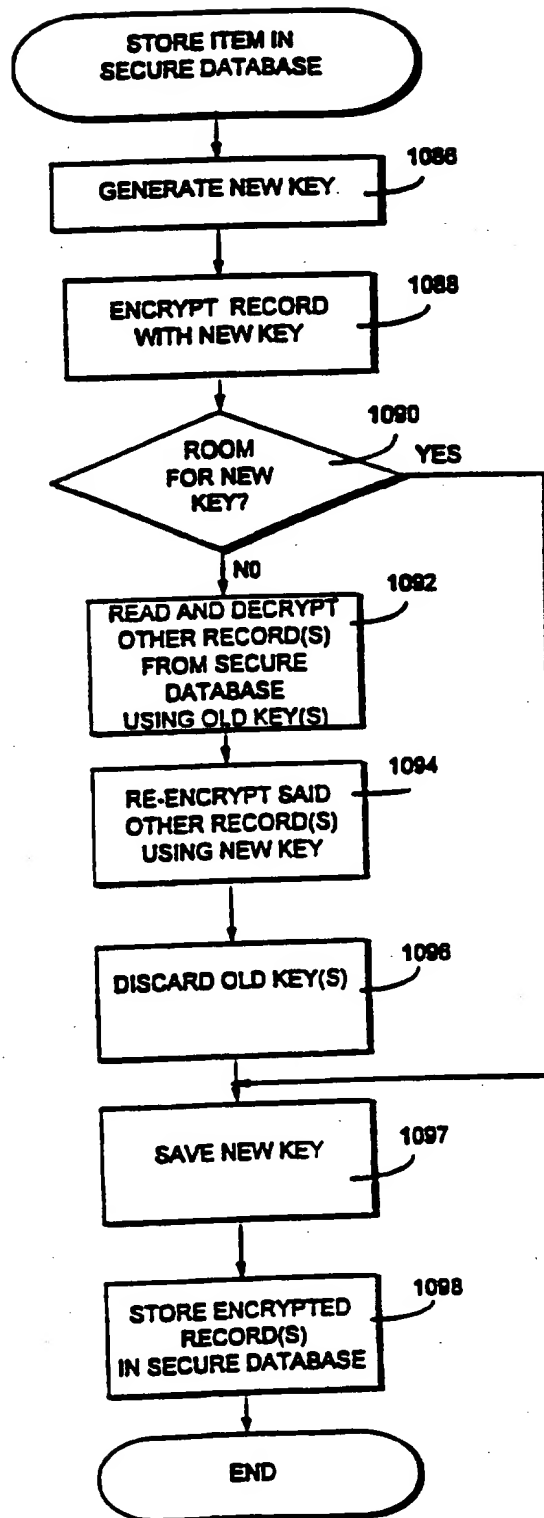 STORE ITEM IN
SECURE DATABASE
1086
GENERATE NEW KEY
1088
ENCRYPT RECORD
WITH NEW KEY
1090
ROOM
FOR NEW
KEY?
YES
NO
1092
READ AND DECRYPT
OTHER RECORD(S)
FROM SECURE
DATABASE
USING OLD KEY(S)
1094
RE-ENCRYPT SAID
OTHER RECORD(S)
USING NEW KEY
1096
DISCARD OLD KEY(S)
1097
SAVE NEW KEY
1098
STORE ENCRYPTED
RECORD(S)
IN SECURE DATABASE
END